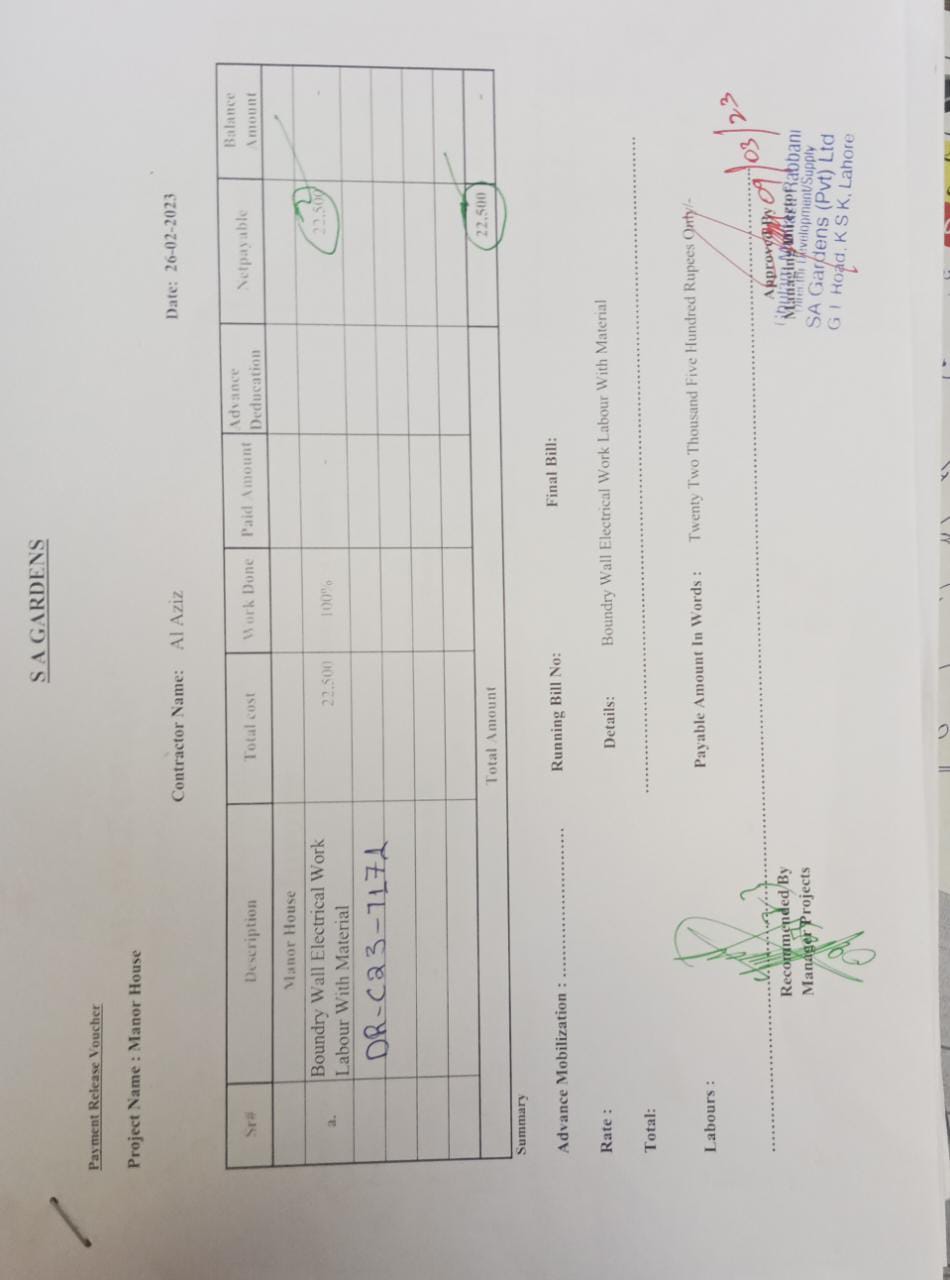 S A GARDENS
Payment Release Voucher
Project Name : Manor House
Contractor Name: Al Aziz
Date: 26-02-2023
Sr# Description Total cost Work Done Paid Amount Advance Deducation Netpayable Balance Amount
Manor House
a. Boundry Wall Electrical Work Labour With Material 22,500 100% - 22,500 -
DR-C23-7171
Total Amount 22,500 -
Summary
Advance Mobilization : .......................... Running Bill No: Final Bill:
Rate : Details: Boundry Wall Electrical Work Labour With Material
Total:
Labours : Payable Amount In Words : Twenty Two Thousand Five Hundred Rupees Only/-
09/03/23
Recommended By
Manager Projects
Approved By
Managing Director
Rabbani
Development/Supply
SA Gardens (Pvt) Ltd
G T Road, K S K, Lahore